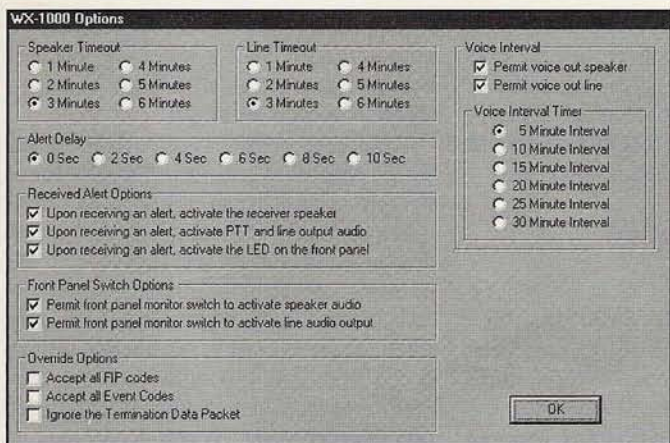 WX-1000 Options
Speaker Timeout
1 Minute 4 Minutes
2 Minutes 5 Minutes
3 Minutes 6 Minutes
Line Timeout
1 Minute 4 Minutes
2 Minutes 5 Minutes
3 Minutes 6 Minutes
Alert Delay
0 Sec 2 Sec 4 Sec 6 Sec 8 Sec 10 Sec
Received Alert Options
Upon receiving an alert, activate the receiver speaker
Upon receiving an alert, activate PTT and line output audio
Upon receiving an alert, activate the LED on the front panel
Front Panel Switch Options
Permit front panel monitor switch to activate speaker audio
Permit front panel monitor switch to activate line audio output
Override Options
Accept all FIP codes
Accept all Event Codes
Ignore the Termination Data Packet
Voice Interval
Permit voice out speaker
Permit voice out line
Voice Interval Timer
5 Minute Interval
10 Minute Interval
15 Minute Interval
20 Minute Interval
25 Minute Interval
30 Minute Interval
OK